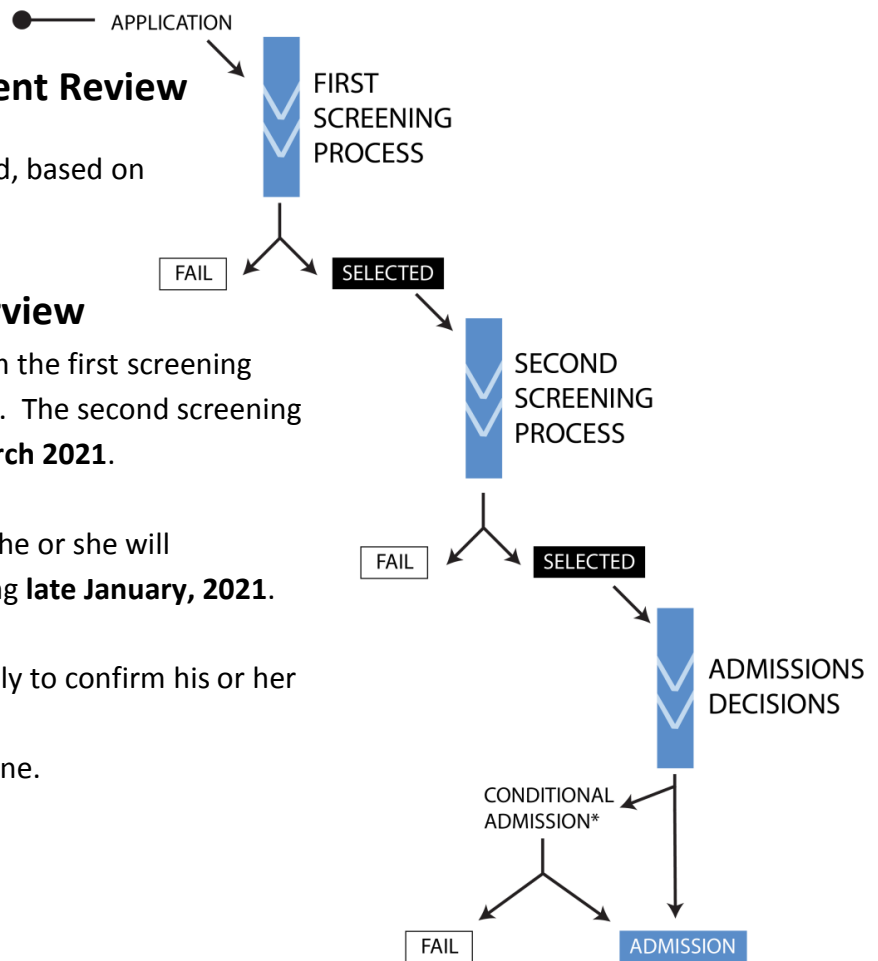 APPLICATION
ent Review
d, based on
FIRST
SCREENING
PROCESS
FAIL
SELECTED
rview
the first screening
. The second screening
rch 2021.
he or she will
g late January, 2021.
ly to confirm his or her
ne.
SECOND
SCREENING
PROCESS
FAIL
SELECTED
ADMISSIONS
DECISIONS
CONDITIONAL
ADMISSION*
FAIL
ADMISSION